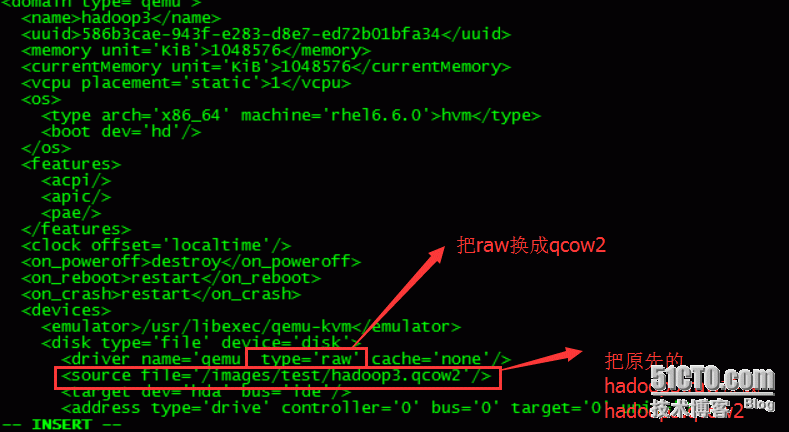 <domain type='qemu'>
<name>hadoop3</name>
<uuid>586b3cae-943f-e283-d8e7-ed72b01bfa34</uuid>
<memory unit='KiB'>1048576</memory>
<currentMemory unit='KiB'>1048576</currentMemory>
<vcpu placement='static'>1</vcpu>
<os>
<type arch='x86_64' machine='rhel6.6.0'>hvm</type>
<boot dev='hd'/>
</os>
<features>
<acpi/>
<apic/>
<pae/>
</features>
<clock offset='localtime'/>
<on_poweroff>destroy</on_poweroff>
<on_reboot>restart</on_reboot>
<on_crash>restart</on_crash>
<devices>
<emulator>/usr/libexec/qemu-kvm</emulator>
<disk type='file' device='disk'>
<driver name='qemu' type='raw' cache='none'/>
<source file='/images/test/hadoop3.qcow2'/>
<target dev='hda' bus='ide'/>
<address type='drive' controller='0' bus='0' target='0'
-- INSERT --
把raw换成qcow2
把原先的
51CTO.com
技术博客 Blog